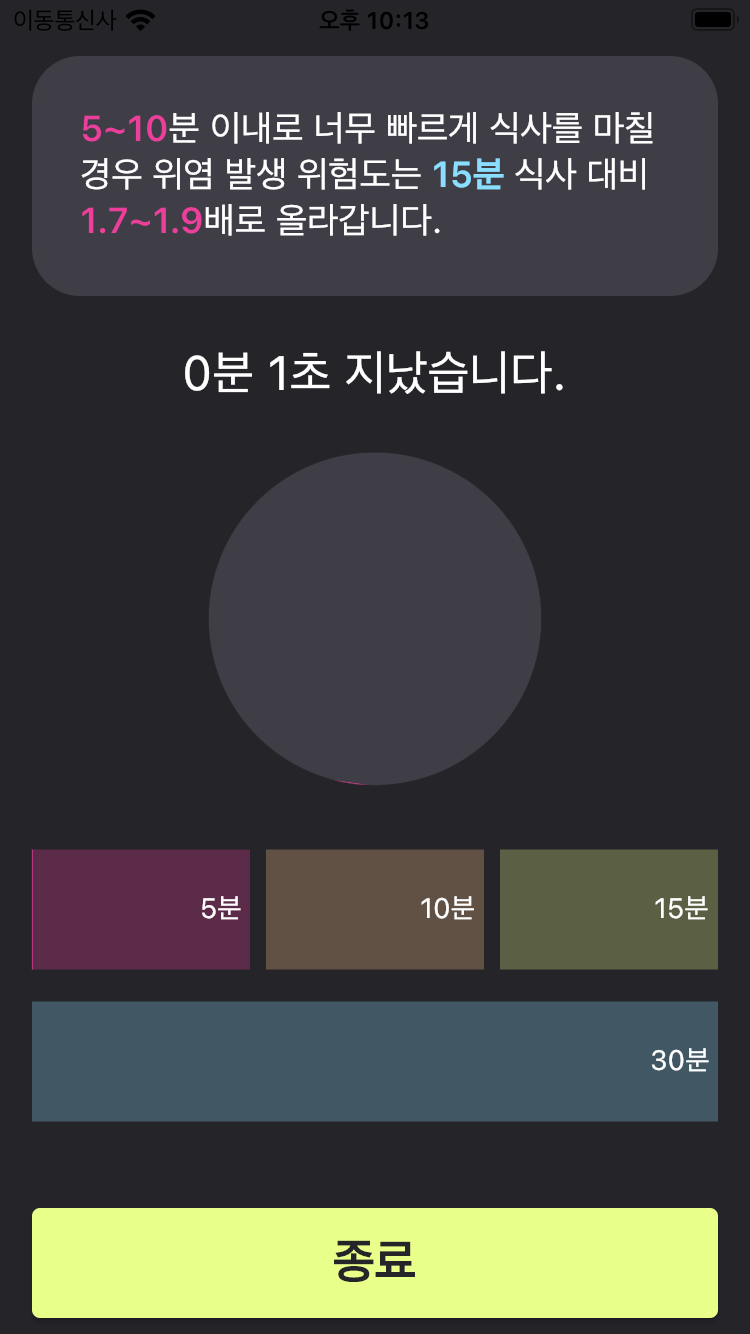 이동통신사
오후 10:13
5~10분 이내로 너무 빠르게 식사를 마칠
경우 위염 발생 위험도는 15분 식사 대비
1.7~1.9배로 올라갑니다.
0분 1초 지났습니다.
5분
10분
15분
30분
종료